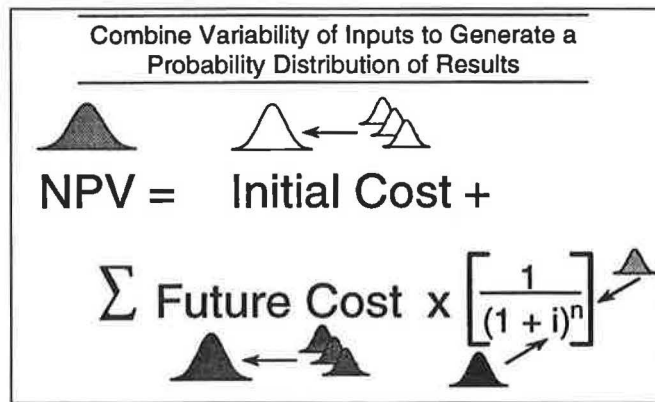 Combine Variability of Inputs to Generate a
Probability Distribution of Results
NPV = Initial Cost +
∑ Future Cost x [1 / (1 + i)^n]